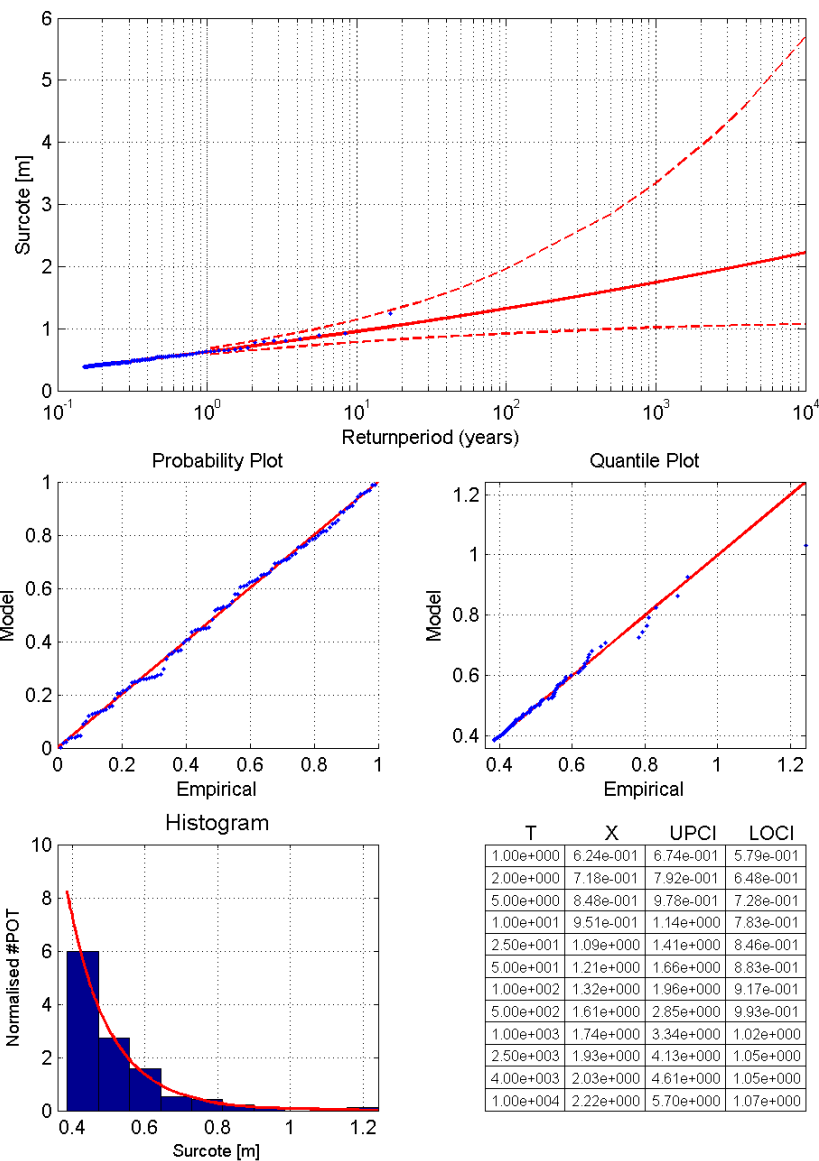 6
5
4
3
2
1
0
Surcote [m]
10^-1 10^0 10^1 10^2 10^3 10^4
Returnperiod (years)
Probability Plot
1
0.8
0.6
0.4
0.2
0
Model
0 0.2 0.4 0.6 0.8 1
Empirical
Quantile Plot
1.2
1
0.8
0.6
0.4
Model
0.4 0.6 0.8 1 1.2
Empirical
Histogram
10
8
6
4
2
0
Normalised #POT
0.4 0.6 0.8 1 1.2
Surcote [m]
T X UPCI LOCI
1.00e+000 6.24e-001 6.74e-001 5.79e-001
2.00e+000 7.18e-001 7.92e-001 6.48e-001
5.00e+000 8.48e-001 9.78e-001 7.28e-001
1.00e+001 9.51e-001 1.14e+000 7.83e-001
2.50e+001 1.09e+000 1.41e+000 8.46e-001
5.00e+001 1.21e+000 1.66e+000 8.83e-001
1.00e+002 1.32e+000 1.96e+000 9.17e-001
5.00e+002 1.61e+000 2.85e+000 9.93e-001
1.00e+003 1.74e+000 3.34e+000 1.02e+000
2.50e+003 1.93e+000 4.13e+000 1.05e+000
4.00e+003 2.03e+000 4.61e+000 1.05e+000
1.00e+004 2.22e+000 5.70e+000 1.07e+000